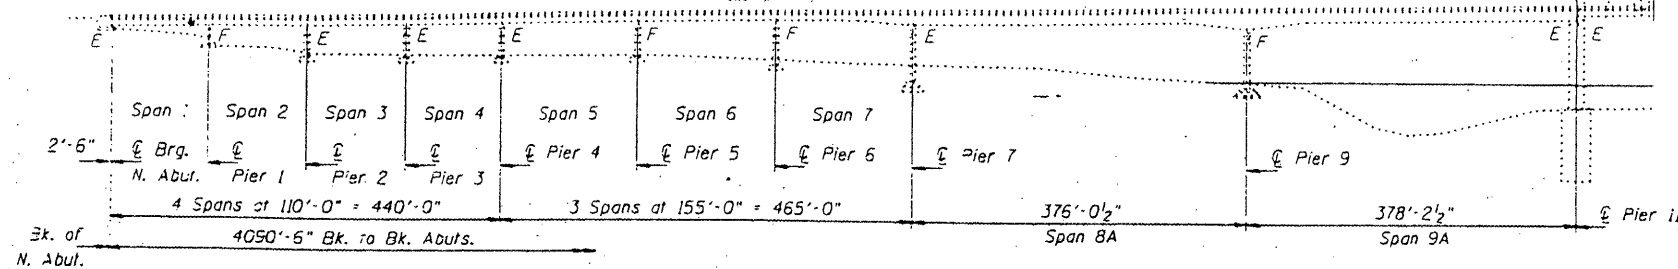 E F E E E F F E F E E
Span 2 Span 3 Span 4 Span 5 Span 6 Span 7
Span
2'-6" ℄ Brg. ℄ ℄ ℄ ℄ Pier 4 ℄ Pier 5 ℄ Pier 6 ℄ Pier 7 ℄ Pier 9
N. Abut. Pier 1 Pier 2 Pier 3
4 Spans at 110'-0" = 440'-0" 3 Spans at 155'-0" = 465'-0" 376'-0½" 378'-2½" ℄ Pier 11
Bk. of 4090'-6" Bk. to Bk. Abuts. Span 8A Span 9A
N. Abut.